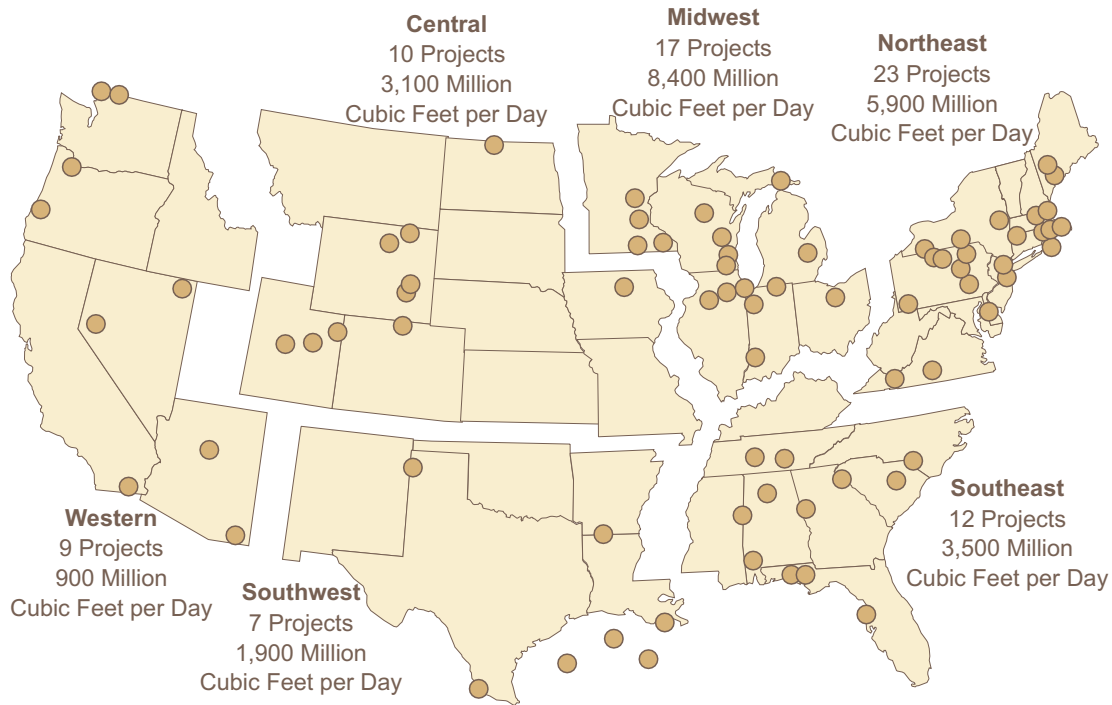 Central
10 Projects
3,100 Million
Cubic Feet per Day
Midwest
17 Projects
8,400 Million
Cubic Feet per Day
Northeast
23 Projects
5,900 Million
Cubic Feet per Day
Western
9 Projects
900 Million
Cubic Feet per Day
Southwest
7 Projects
1,900 Million
Cubic Feet per Day
Southeast
12 Projects
3,500 Million
Cubic Feet per Day